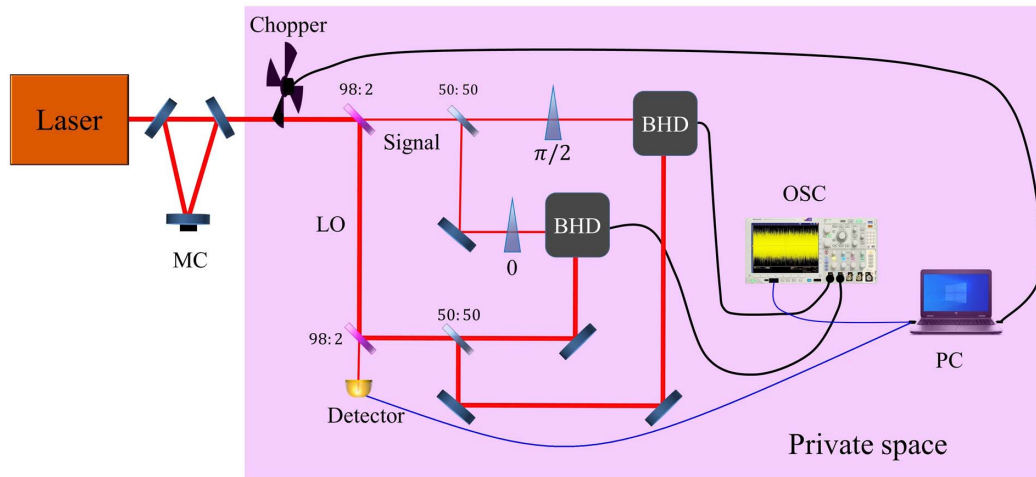 Chopper
98:2
50:50
Laser
Signal
π/2
BHD
OSC
LO
BHD
MC
0
98:2
50:50
Detector
PC
Private space